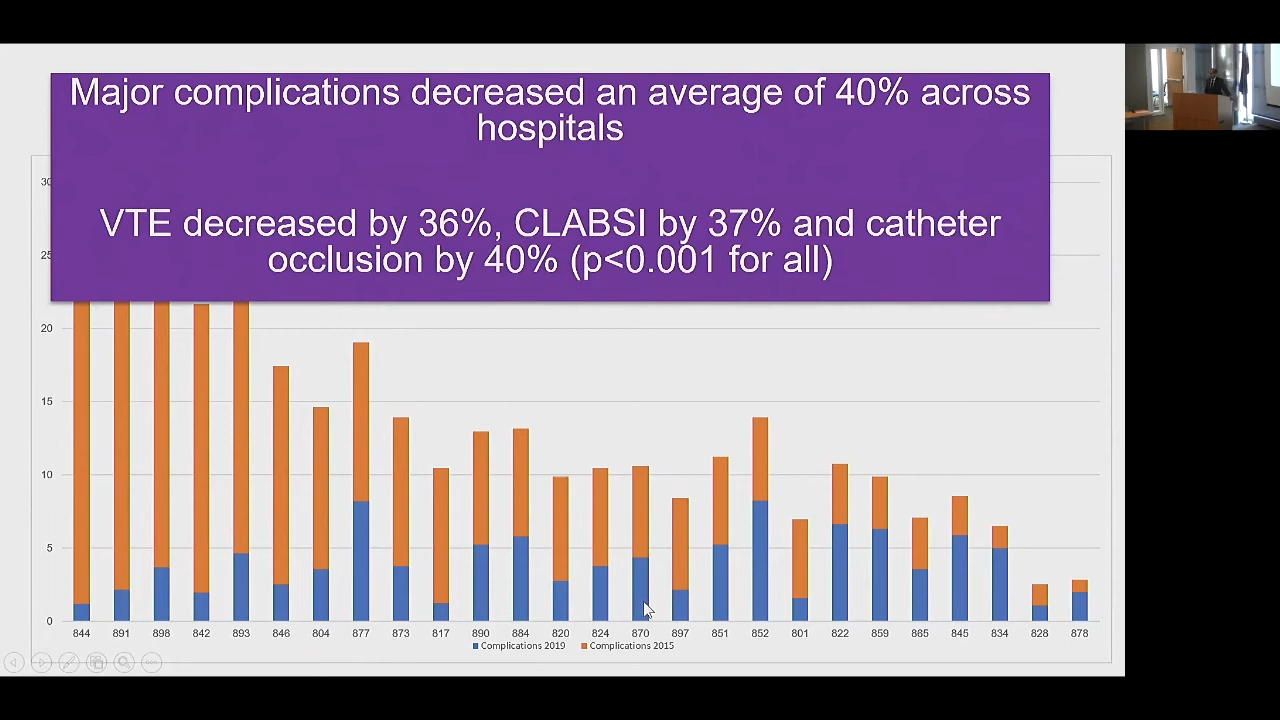 Major complications decreased an average of 40% across
hospitals
VTE decreased by 36%, CLABSI by 37% and catheter
occlusion by 40% (p<0.001 for all)
30
25
20
15
10
5
0
844 891 898 842 893 846 804 877 873 817 890 884 820 824 870 897 851 852 801 822 859 865 845 834 828 878
Complications 2019 Complications 2015